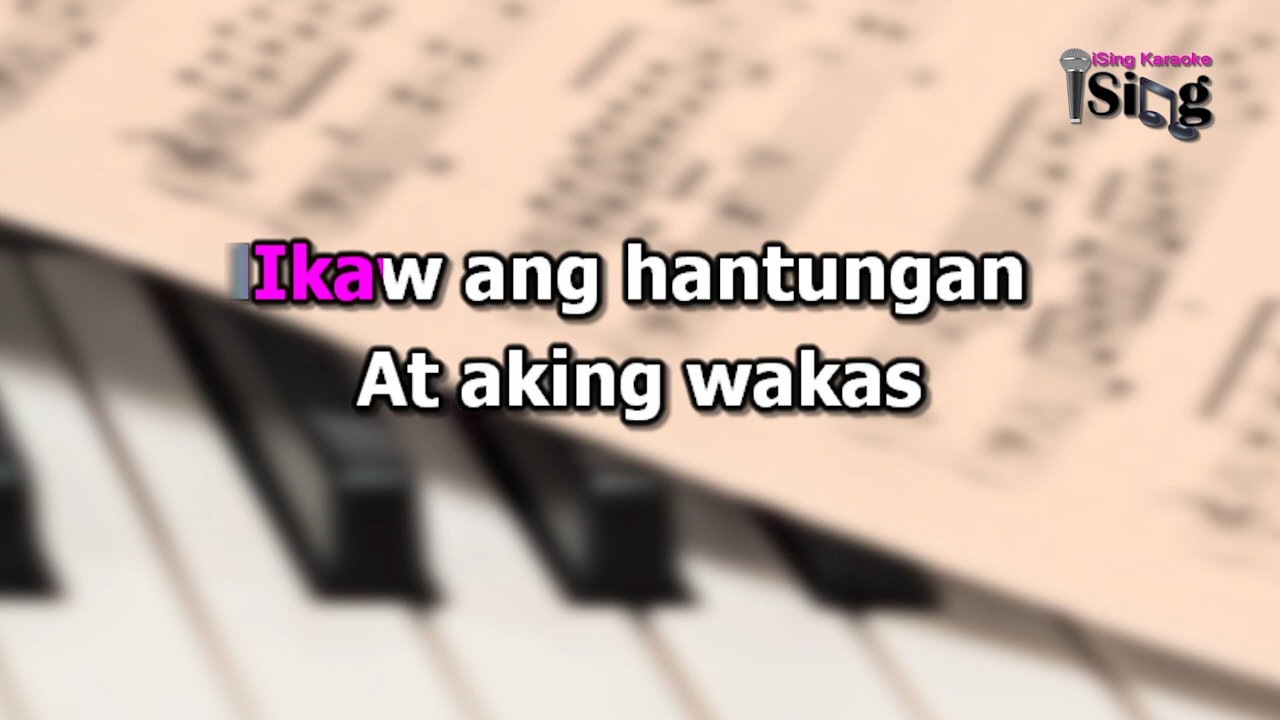 iSing Karaoke
iSing
Ikaw ang hantungan
At aking wakas